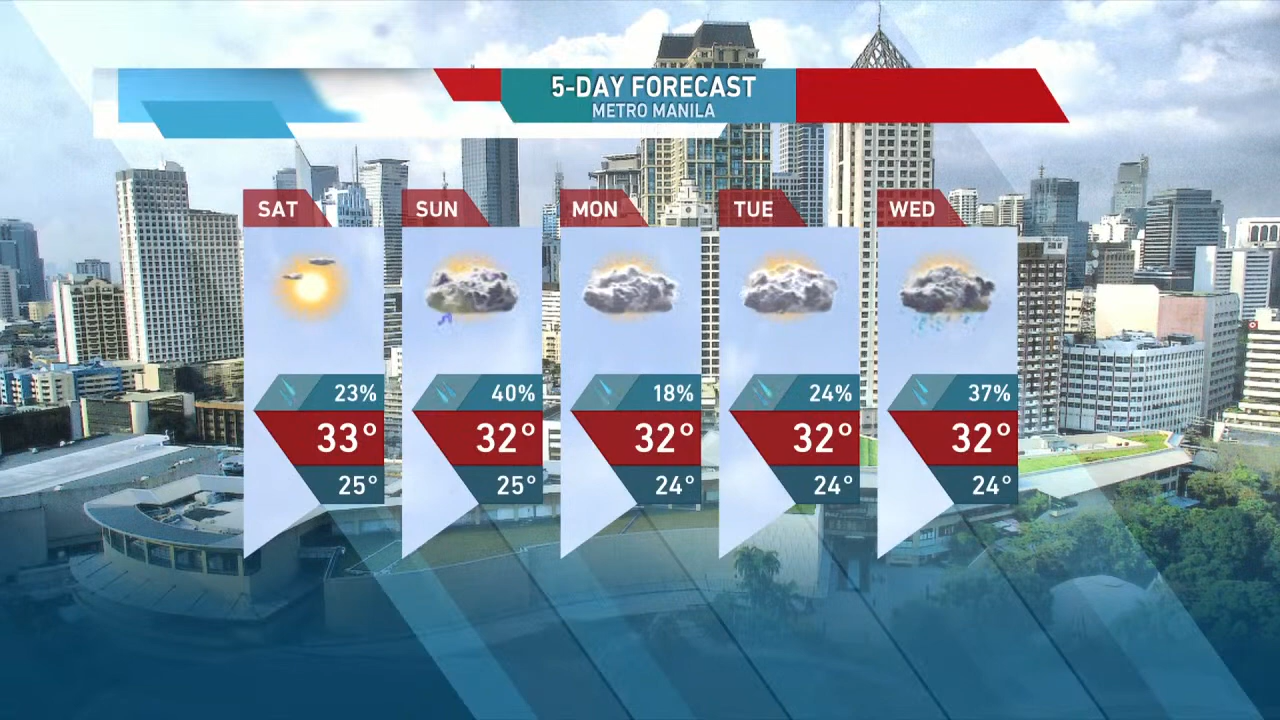 5-DAY FORECAST
METRO MANILA
SAT
SUN
MON
TUE
WED
23%
40%
18%
24%
37%
33°
32°
32°
32°
32°
25°
25°
24°
24°
24°